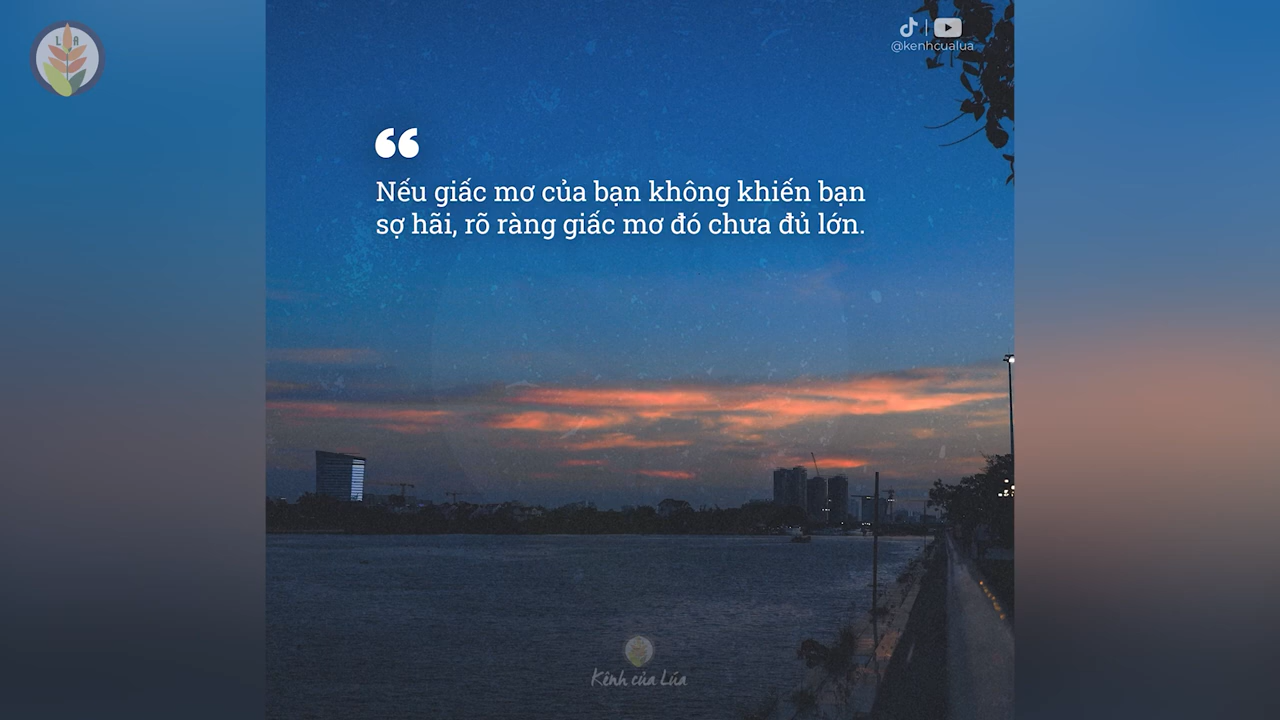 LA
@kenhcualua
“
Nếu giấc mơ của bạn không khiến bạn
sợ hãi, rõ ràng giấc mơ đó chưa đủ lớn.
Kênh của Lúa